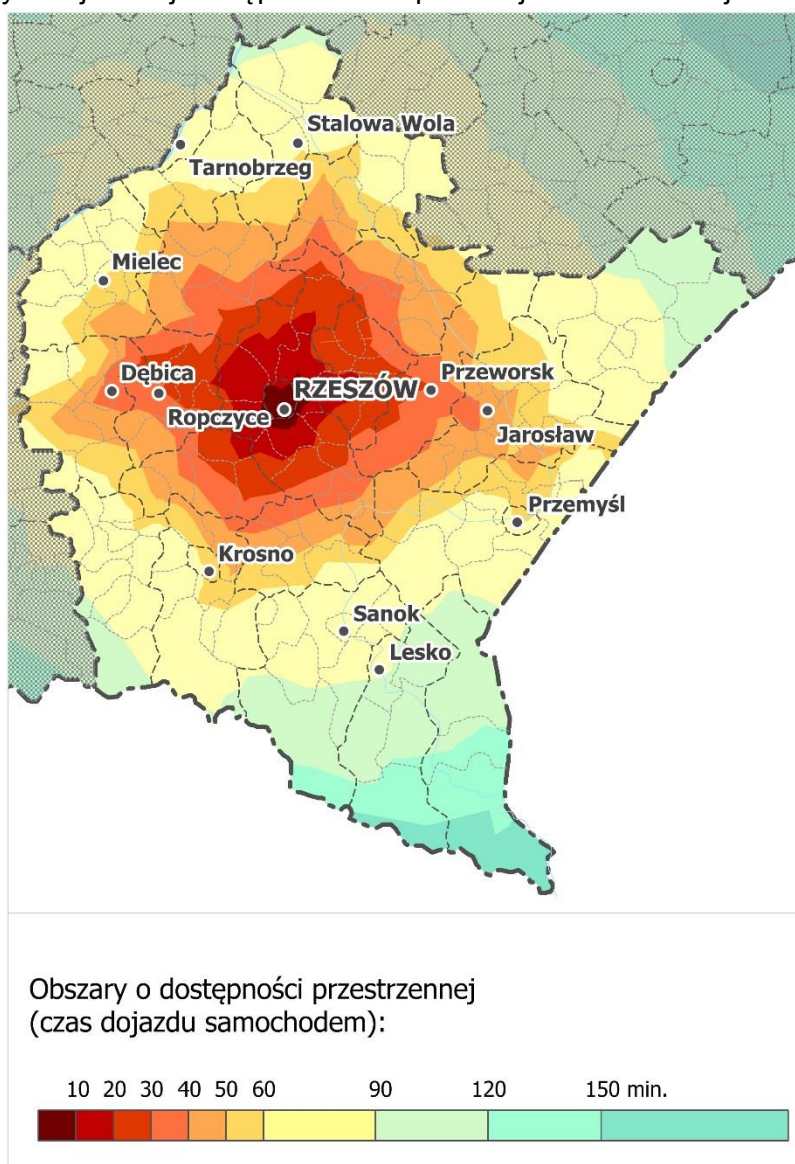 Stalowa Wola
Tarnobrzeg
Mielec
Dębica
RZESZÓW
Przeworsk
Ropczyce
Jarosław
Przemyśl
Krosno
Sanok
Lesko
Obszary o dostępności przestrzennej
(czas dojazdu samochodem):
10 20 30 40 50 60 90 120 150 min.